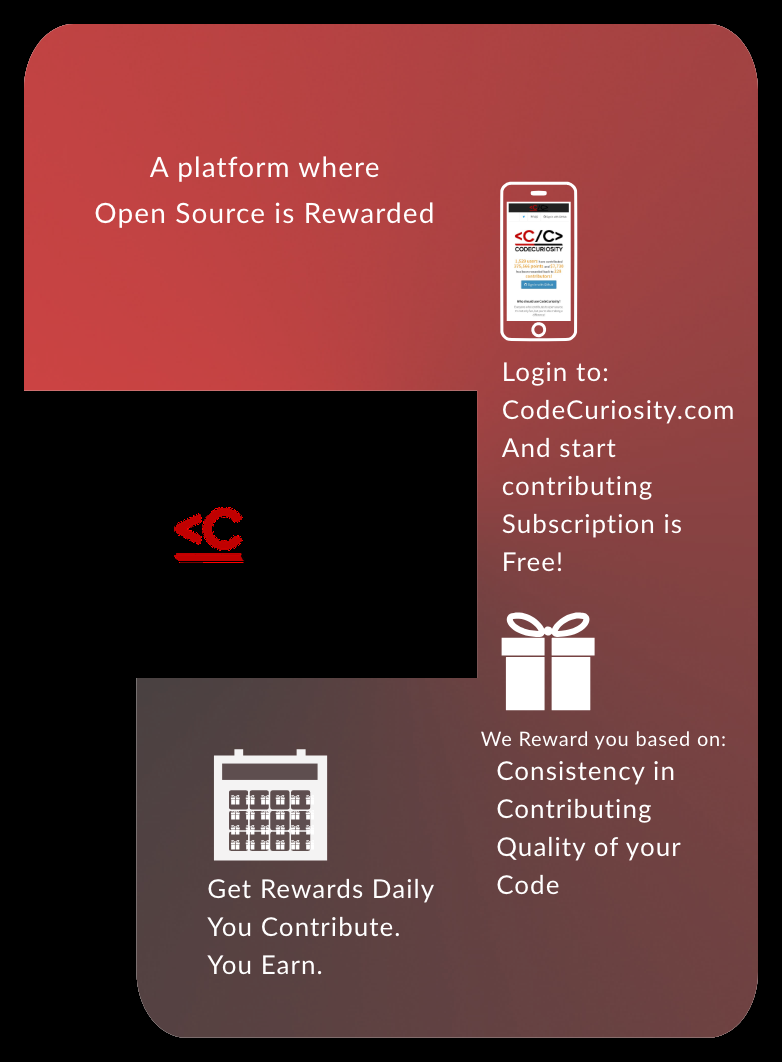 A platform where
Open Source is Rewarded
<C/C>
CODECURIOSITY
Login to:
CodeCuriosity.com
And start
contributing
Subscription is
Free!
<C
We Reward you based on:
Consistency in
Contributing
Quality of your
Code
Get Rewards Daily
You Contribute.
You Earn.